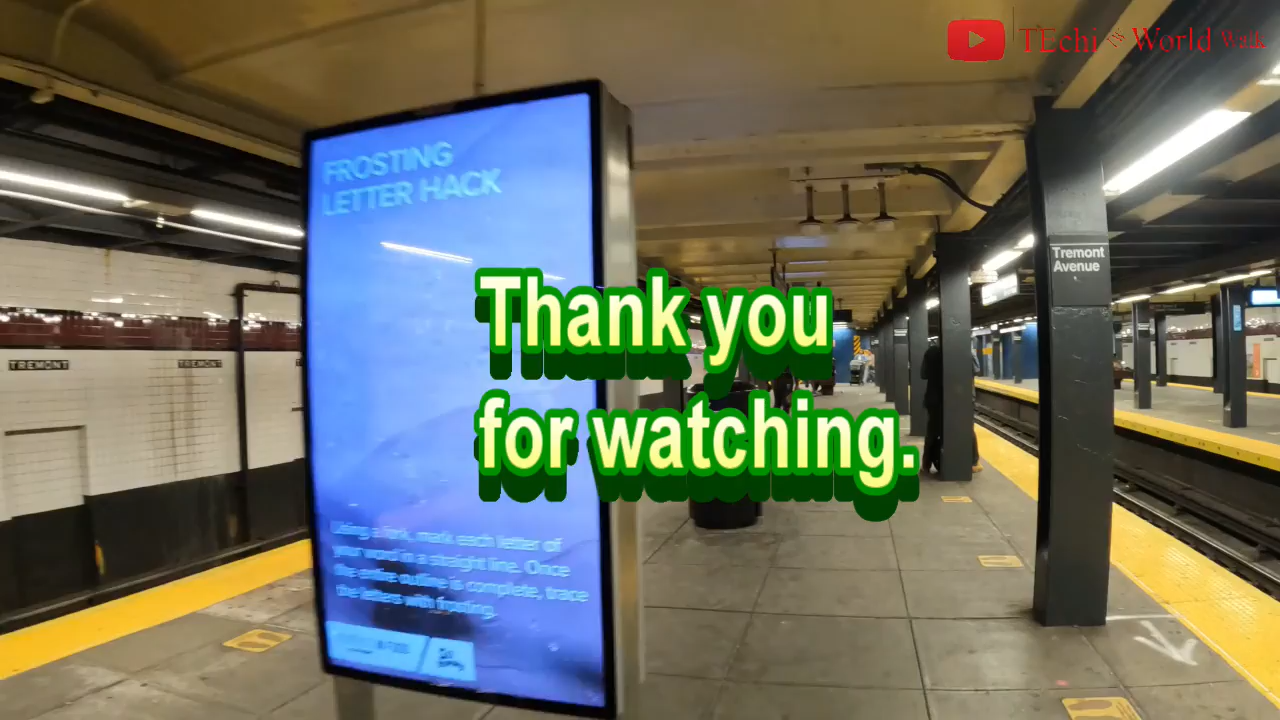 TEchi World Walk
FROSTING
LETTER HACK
Tremont
Avenue
Thank you
for watching.
TREMONT
TREMONT
Using a fork, mark each letter of
your word in a straight line. Once
the entire outline is complete, trace
the letters with frosting.